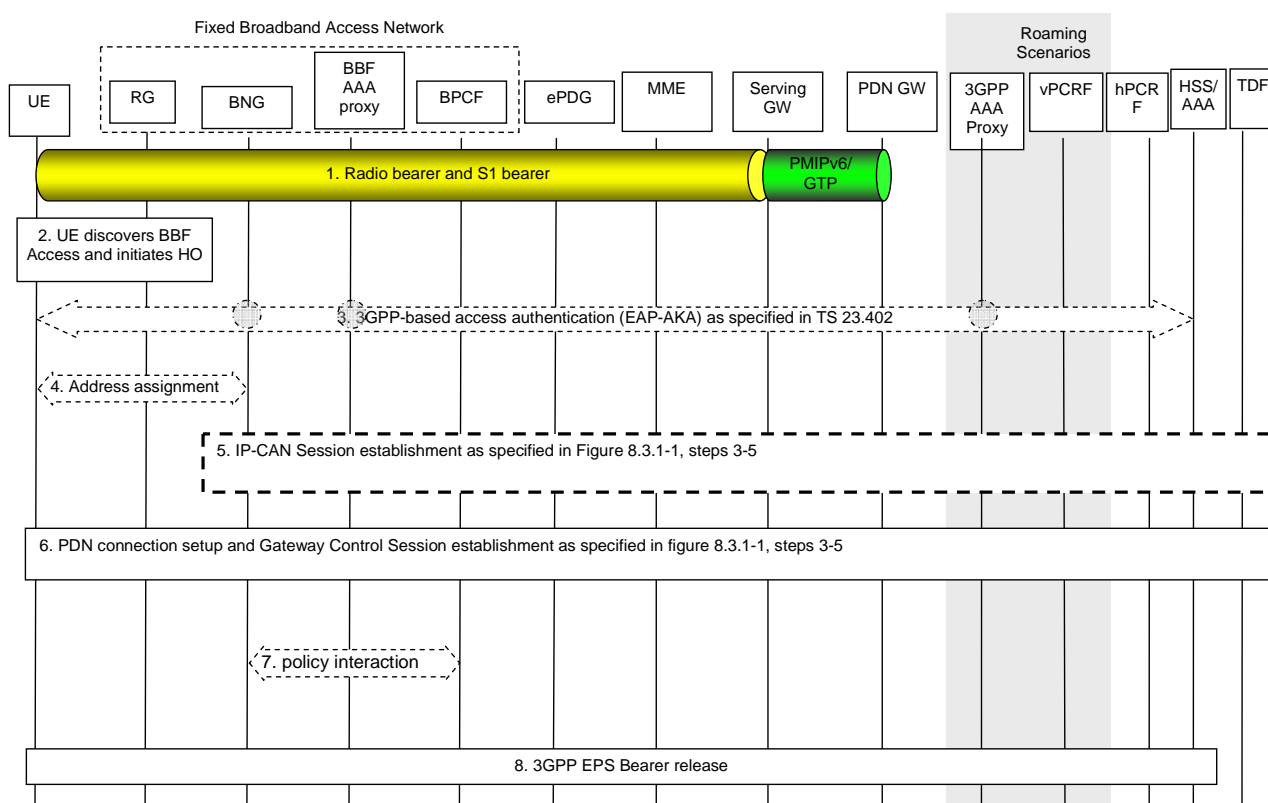 Fixed Broadband Access Network
Roaming
Scenarios
UE
RG
BNG
BBF
AAA
proxy
BPCF
ePDG
MME
Serving
GW
PDN GW
3GPP
AAA
Proxy
vPCRF
hPCR
F
HSS/
AAA
TDF
1. Radio bearer and S1 bearer
PMIPv6/
GTP
2. UE discovers BBF
Access and initiates HO
3. 3GPP-based access authentication (EAP-AKA) as specified in TS 23.402
4. Address assignment
5. IP-CAN Session establishment as specified in Figure 8.3.1-1, steps 3-5
6. PDN connection setup and Gateway Control Session establishment as specified in figure 8.3.1-1, steps 3-5
7. policy interaction
8. 3GPP EPS Bearer release